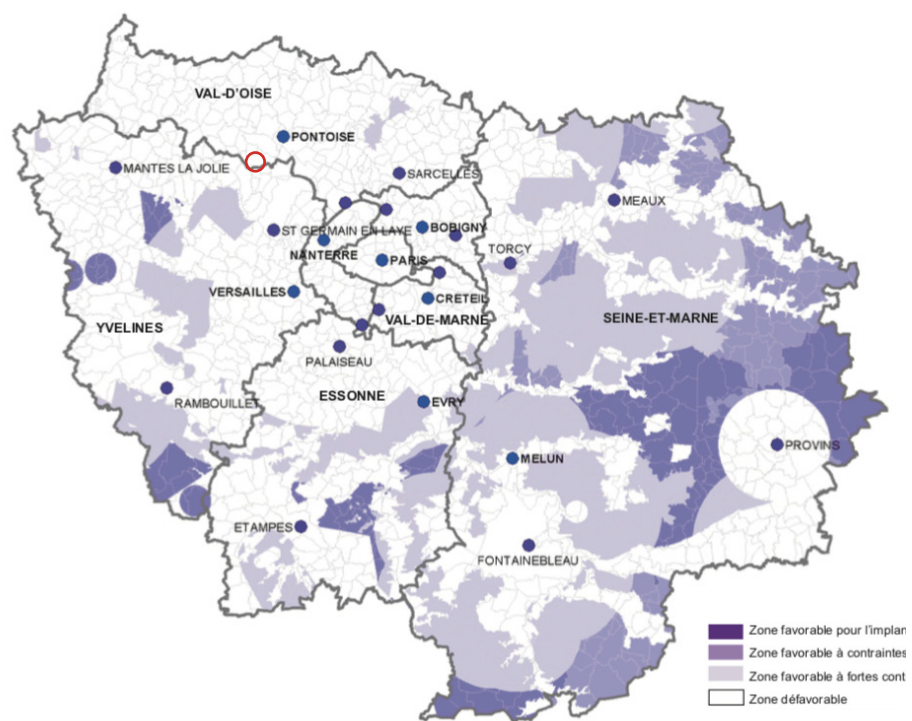 VAL-D'OISE
PONTOISE
MANTES LA JOLIE
SARCELLES
MEAUX
ST GERMAIN EN LAYE
BOBIGNY
NANTERRE
PARIS
TORCY
VERSAILLES
CRETEIL
VAL-DE-MARNE
SEINE-ET-MARNE
YVELINES
PALAISEAU
ESSONNE
RAMBOUILLET
EVRY
PROVINS
MELUN
ETAMPES
FONTAINEBLEAU
Zone favorable pour l'implan
Zone favorable à contraintes
Zone favorable à fortes cont
Zone défavorable